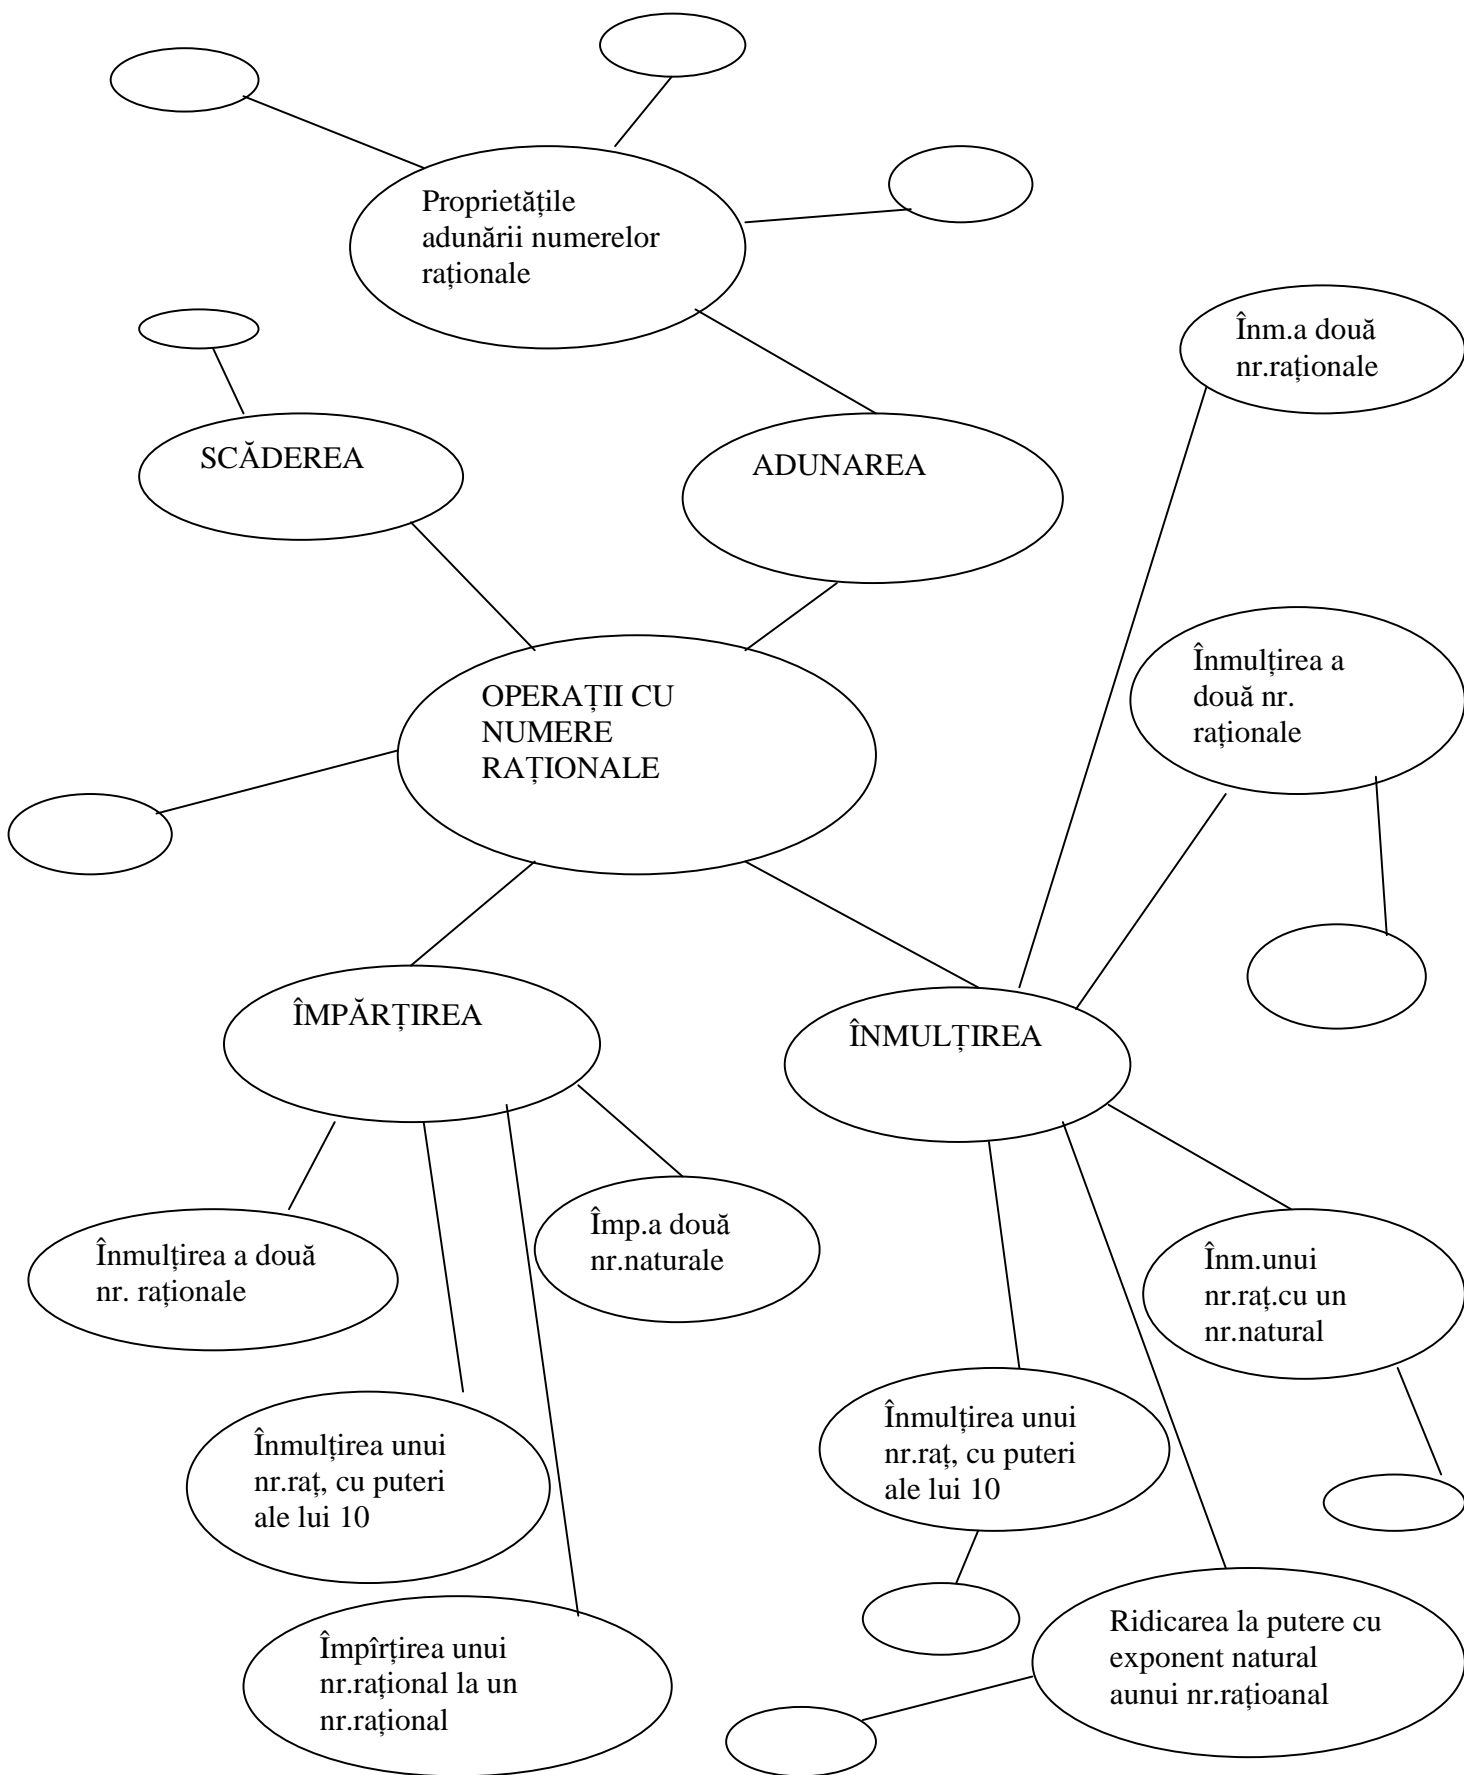 Proprietățile
adunării numerelor
raționale
Înm.a două
nr.raționale
SCĂDEREA
ADUNAREA
Înmulțirea a
două nr.
raționale
OPERAȚII CU
NUMERE
RAȚIONALE
ÎMPĂRȚIREA
ÎNMULȚIREA
Înmulțirea a două
nr. raționale
Împ.a două
nr.naturale
Înm.unui
nr.raț.cu un
nr.natural
Înmulțirea unui
nr.raț, cu puteri
ale lui 10
Înmulțirea unui
nr.raț, cu puteri
ale lui 10
Împîrțirea unui
nr.rațional la un
nr.rațional
Ridicarea la putere cu
exponent natural
aunui nr.rațioanal